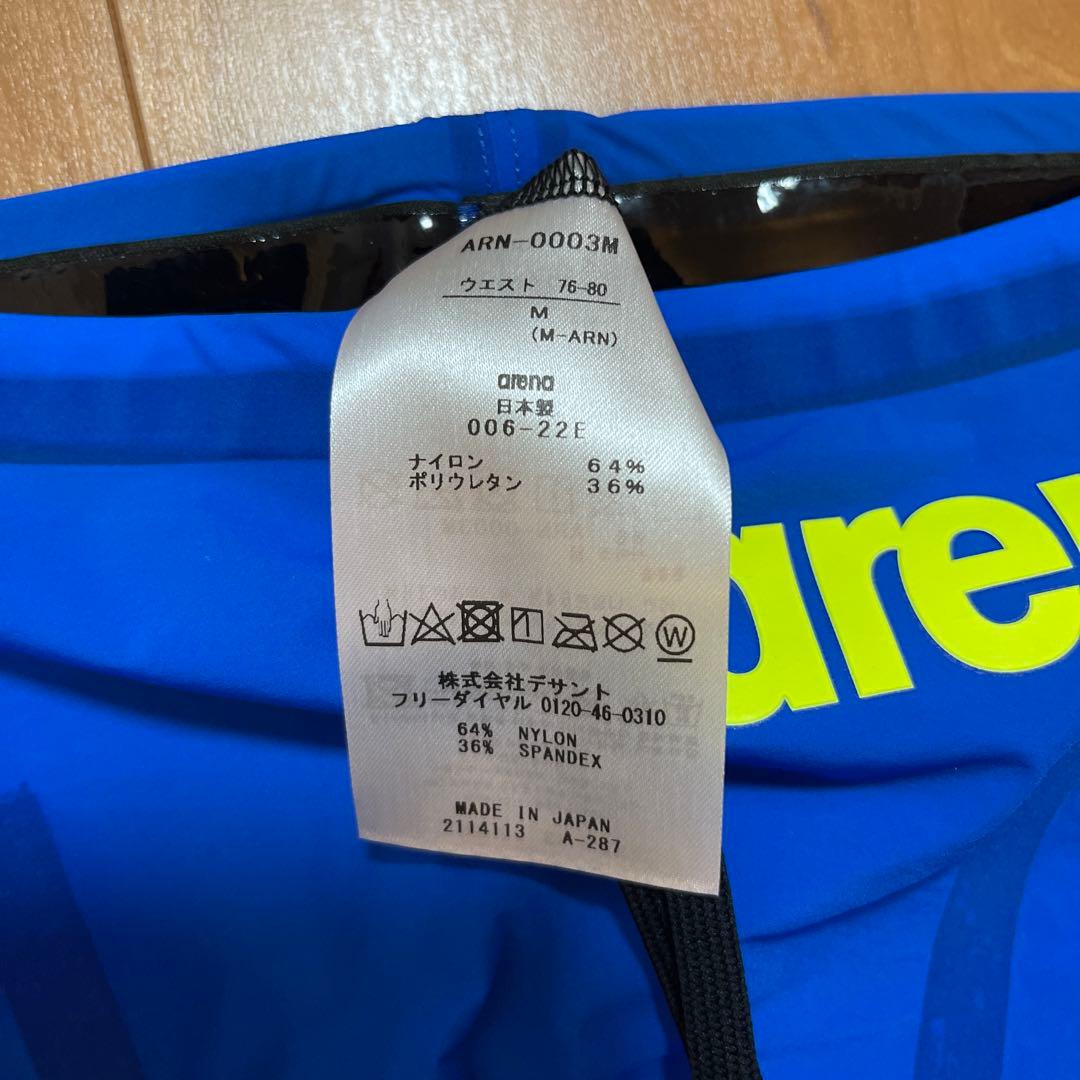 ARN-0003M
ウエスト 76-80
M
(M-ARN)
arena
日本製
006-22E
ナイロン 64%
ポリウレタン 36%
W
株式会社デサント
フリーダイヤル 0120-46-0310
64% NYLON
36% SPANDEX
MADE IN JAPAN
2114113 A-287
are